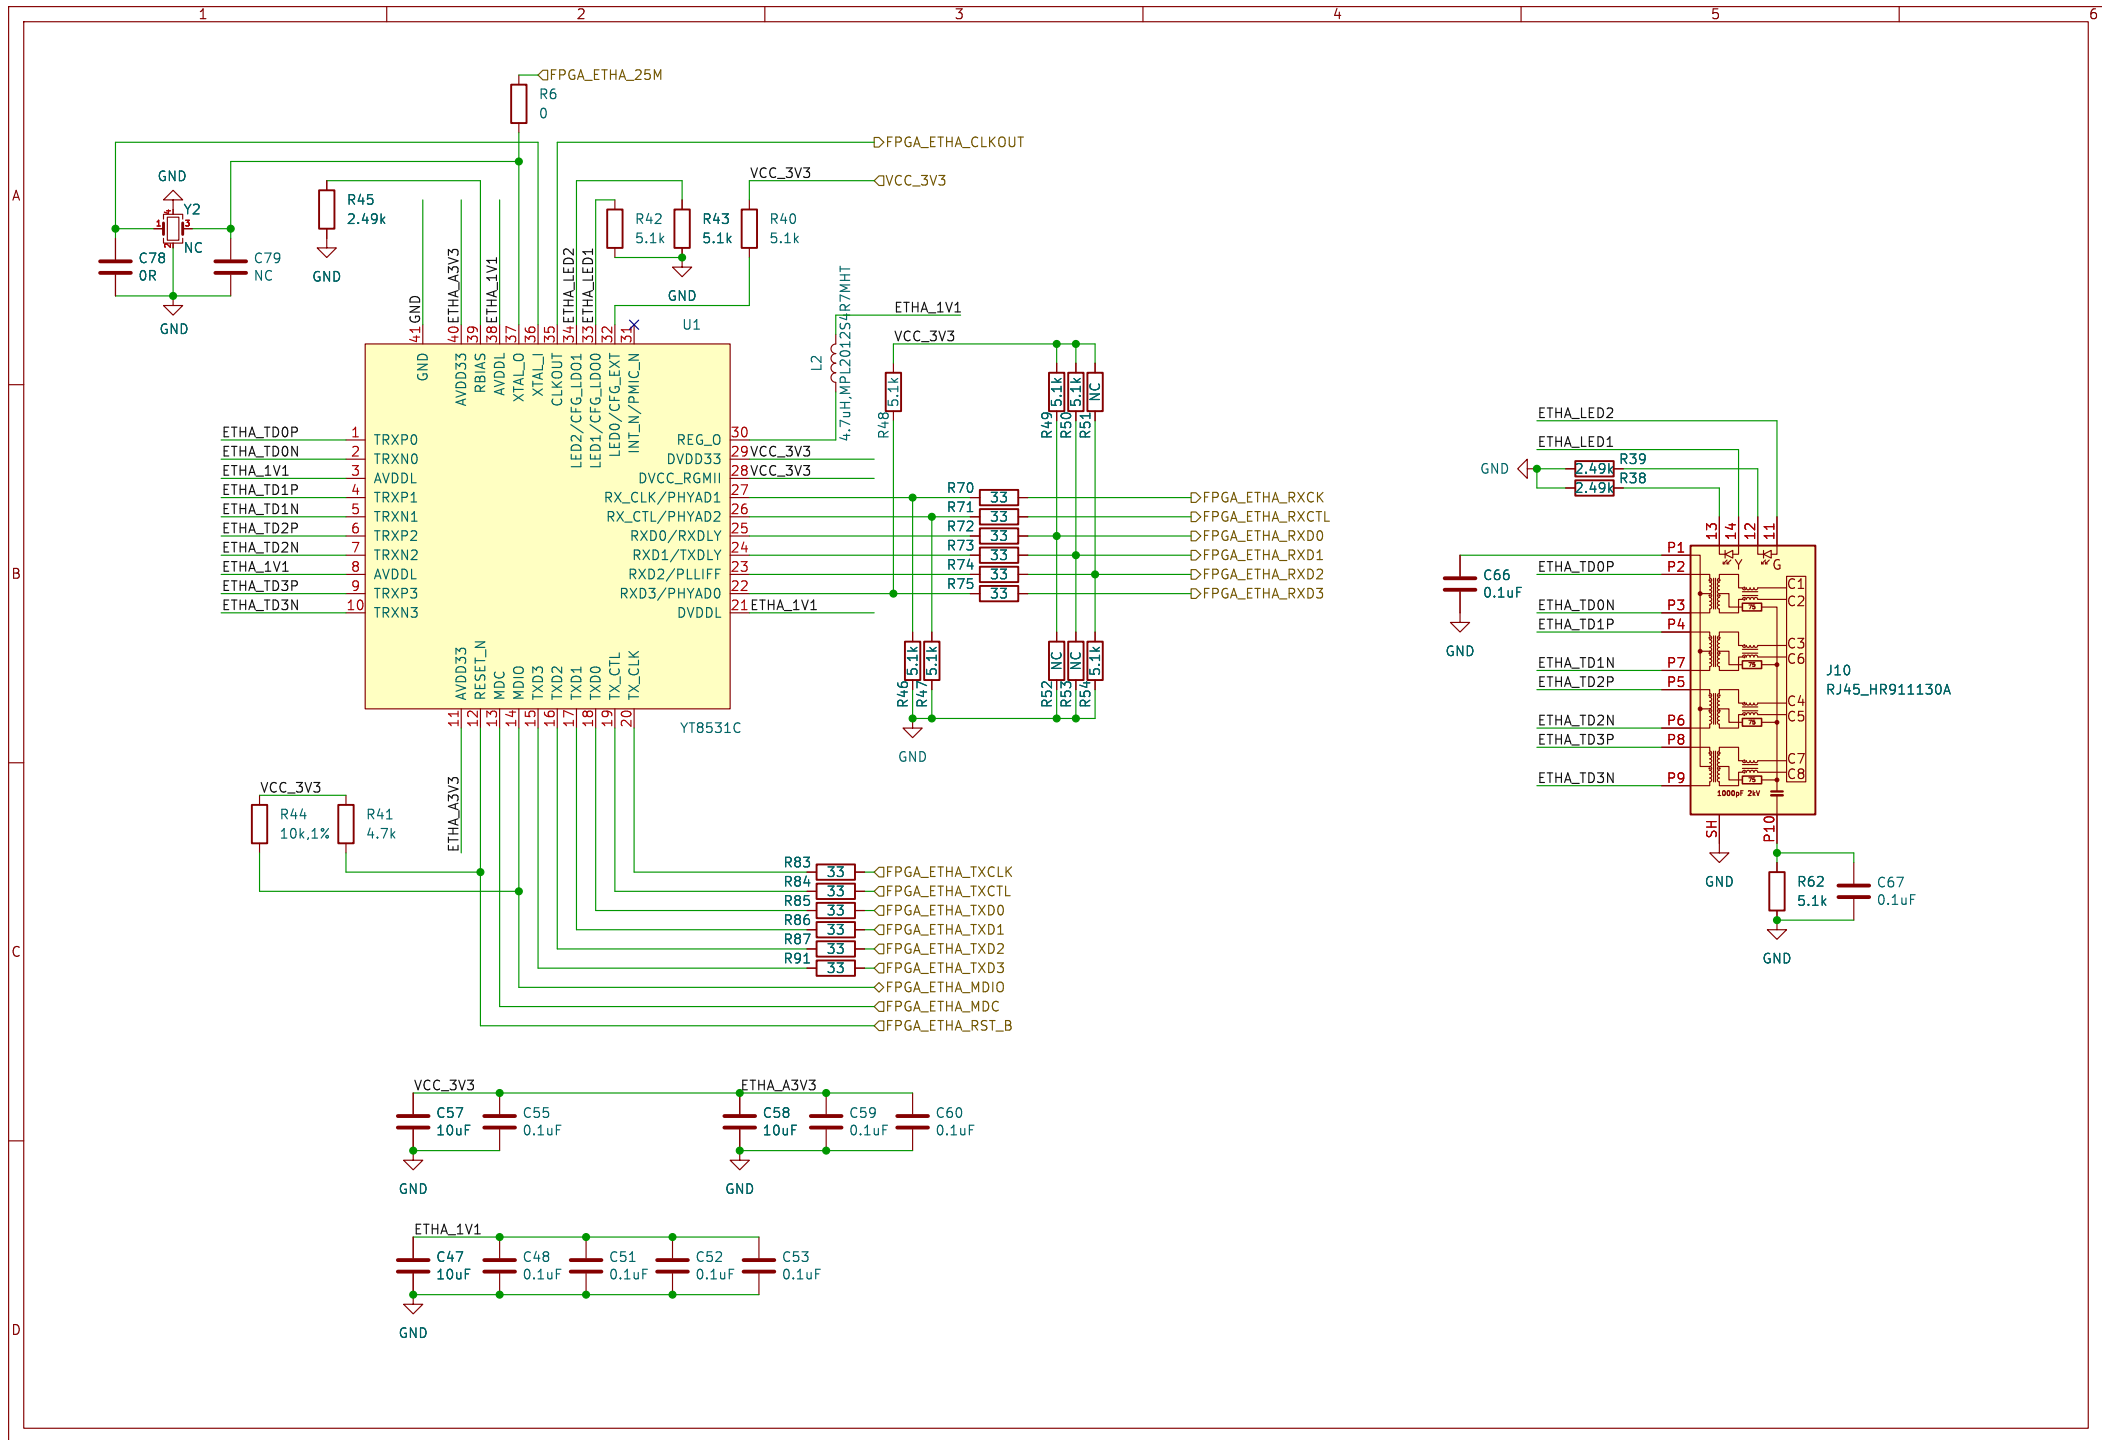 1 2 3 4 5 6
A
B
C
D
FPGA_ETHA_25M
R6
0
FPGA_ETHA_CLKOUT
VCC_3V3
VCC_3V3
GND
Y2
1
2
3
4
NC
C78
0R
C79
NC
GND
R45
2.49k
GND
R42
5.1k
R43
5.1k
R40
5.1k
GND
GND
ETHA_A3V3
ETHA_1V1
ETHA_LED2
ETHA_LED1
41
40
39
38
37
36
35
34
33
32
31
U1
GND
AVDD33
RBIAS
AVDDL
XTAL_O
XTAL_I
CLKOUT
LED2/CFG_LDO1
LED1/CFG_LDO0
LED0/CFG_EXT
INT_N/PMIC_N
L2
4.7uH,MPL2012S4R7MHT
ETHA_1V1
VCC_3V3
ETHA_TD0P 1 TRXP0
ETHA_TD0N 2 TRXN0
ETHA_1V1 3 AVDDL
ETHA_TD1P 4 TRXP1
ETHA_TD1N 5 TRXN1
ETHA_TD2P 6 TRXP2
ETHA_TD2N 7 TRXN2
ETHA_1V1 8 AVDDL
ETHA_TD3P 9 TRXP3
ETHA_TD3N 10 TRXN3
REG_O 30
DVDD33 29 VCC_3V3
DVCC_RGMII 28 VCC_3V3
RX_CLK/PHYAD1 27 R70 33 FPGA_ETHA_RXCK
RX_CTL/PHYAD2 26 R71 33 FPGA_ETHA_RXCTL
RXD0/RXDLY 25 R72 33 FPGA_ETHA_RXD0
RXD1/TXDLY 24 R73 33 FPGA_ETHA_RXD1
RXD2/PLLIFF 23 R74 33 FPGA_ETHA_RXD2
RXD3/PHYAD0 22 R75 33 FPGA_ETHA_RXD3
DVDDL 21 ETHA_1V1
R48
5.1k
R49
5.1k
R50
5.1k
R51
NC
R46
5.1k
R47
5.1k
R52
NC
R53
NC
R54
5.1k
GND
AVDD33
RESET_N
MDC
MDIO
TXD3
TXD2
TXD1
TXD0
TX_CTL
TX_CLK
11
12
13
14
15
16
17
18
19
20
YT8531C
ETHA_A3V3
VCC_3V3
R44
10k,1%
R41
4.7k
R83 33 FPGA_ETHA_TXCLK
R84 33 FPGA_ETHA_TXCTL
R85 33 FPGA_ETHA_TXD0
R86 33 FPGA_ETHA_TXD1
R87 33 FPGA_ETHA_TXD2
R91 33 FPGA_ETHA_TXD3
FPGA_ETHA_MDIO
FPGA_ETHA_MDC
FPGA_ETHA_RST_B
VCC_3V3
C57
10uF
C55
0.1uF
GND
ETHA_A3V3
C58
10uF
C59
0.1uF
C60
0.1uF
GND
ETHA_1V1
C47
10uF
C48
0.1uF
C51
0.1uF
C52
0.1uF
C53
0.1uF
GND
ETHA_LED2
ETHA_LED1
GND
2.49k R39
2.49k R38
13
14
12
11
Y
G
C66
0.1uF
GND
P1
ETHA_TD0P P2
ETHA_TD0N P3
ETHA_TD1P P4
ETHA_TD1N P7
ETHA_TD2P P5
ETHA_TD2N P6
ETHA_TD3P P8
ETHA_TD3N P9
C1
C2
C3
C6
C4
C5
C7
C8
75
75
75
75
1000pF 2kV
J10
RJ45_HR911130A
SH
P10
GND
R62
5.1k
C67
0.1uF
GND